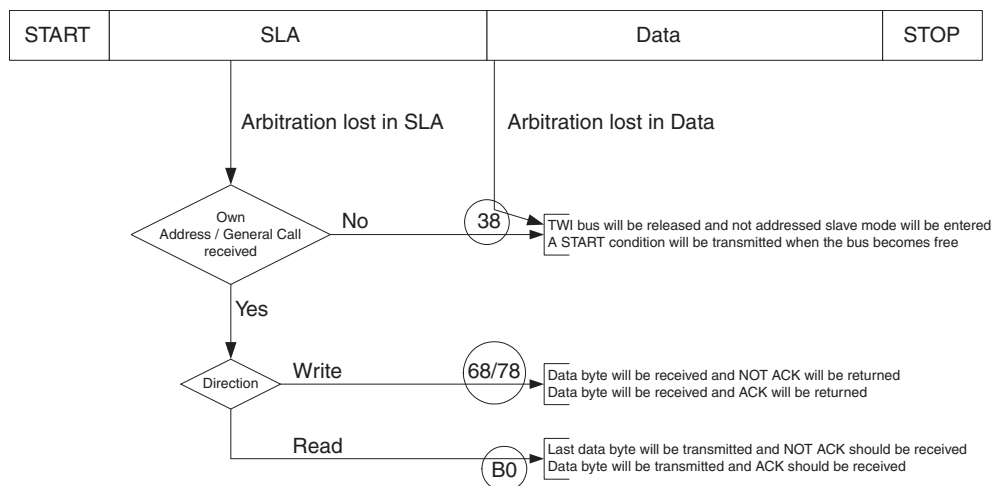 START SLA Data STOP
Arbitration lost in SLA Arbitration lost in Data
Own
Address / General Call
received
No
38
TWI bus will be released and not addressed slave mode will be entered
A START condition will be transmitted when the bus becomes free
Yes
Direction
Write
68/78
Data byte will be received and NOT ACK will be returned
Data byte will be received and ACK will be returned
Read
B0
Last data byte will be transmitted and NOT ACK should be received
Data byte will be transmitted and ACK should be received